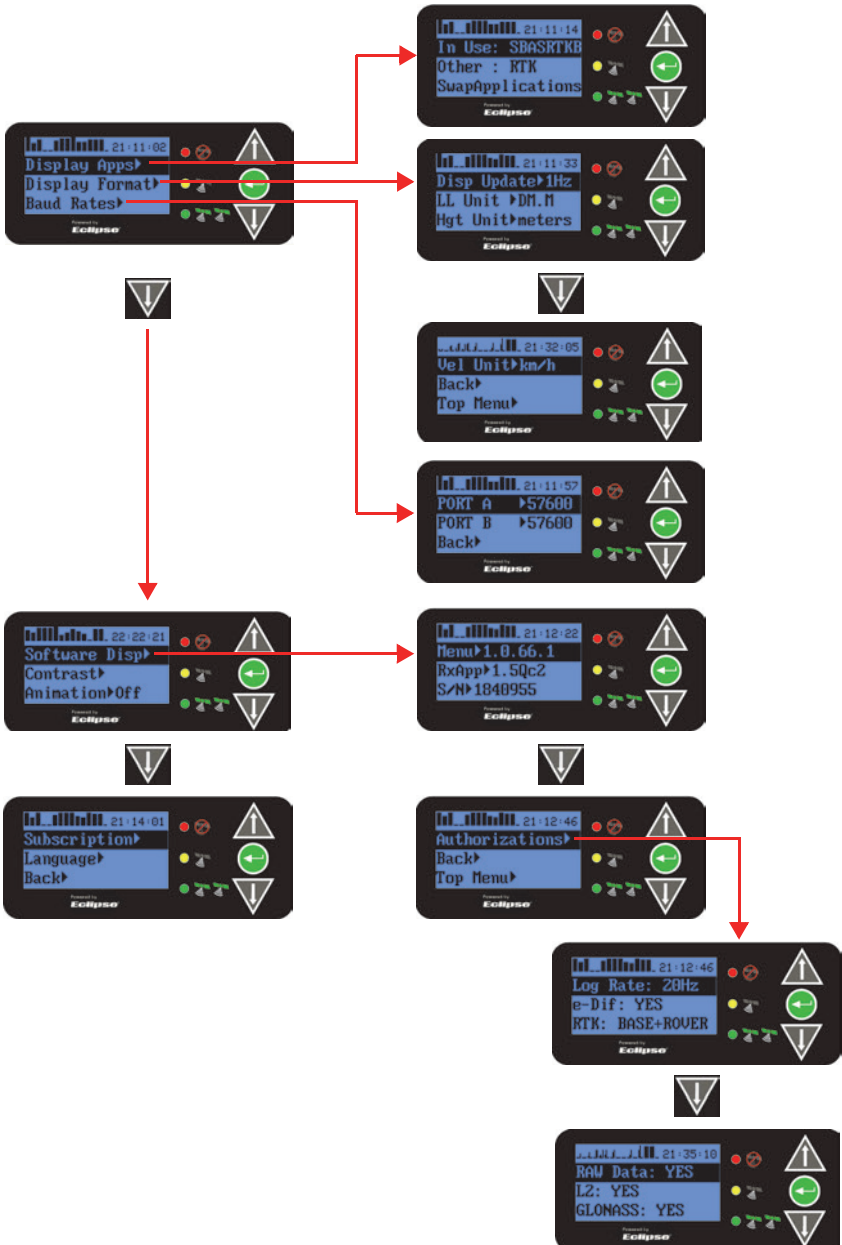 21:11:14
In Use: SBASRTKB
Other : RTK
SwapApplications
Powered by
Eclipse
21:11:02
Display Apps
Display Format
Baud Rates
Powered by
Eclipse
21:11:33
Disp Update 1Hz
LL Unit DM.M
Hgt Unit meters
Powered by
Eclipse
21:32:05
Vel Unit km/h
Back
Top Menu
Powered by
Eclipse
21:11:57
PORT A 57600
PORT B 57600
Back
Powered by
Eclipse
22:22:21
Software Disp
Contrast
Animation Off
Powered by
Eclipse
21:12:22
Menu 1.0.66.1
RxApp 1.5Qc2
S/N 1840955
Powered by
Eclipse
21:14:01
Subscription
Language
Back
Powered by
Eclipse
21:12:46
Authorizations
Back
Top Menu
Powered by
Eclipse
21:12:46
Log Rate: 20Hz
e-Dif: YES
RTK: BASE+ROVER
Powered by
Eclipse
21:35:10
RAW Data: YES
L2: YES
GLONASS: YES
Powered by
Eclipse